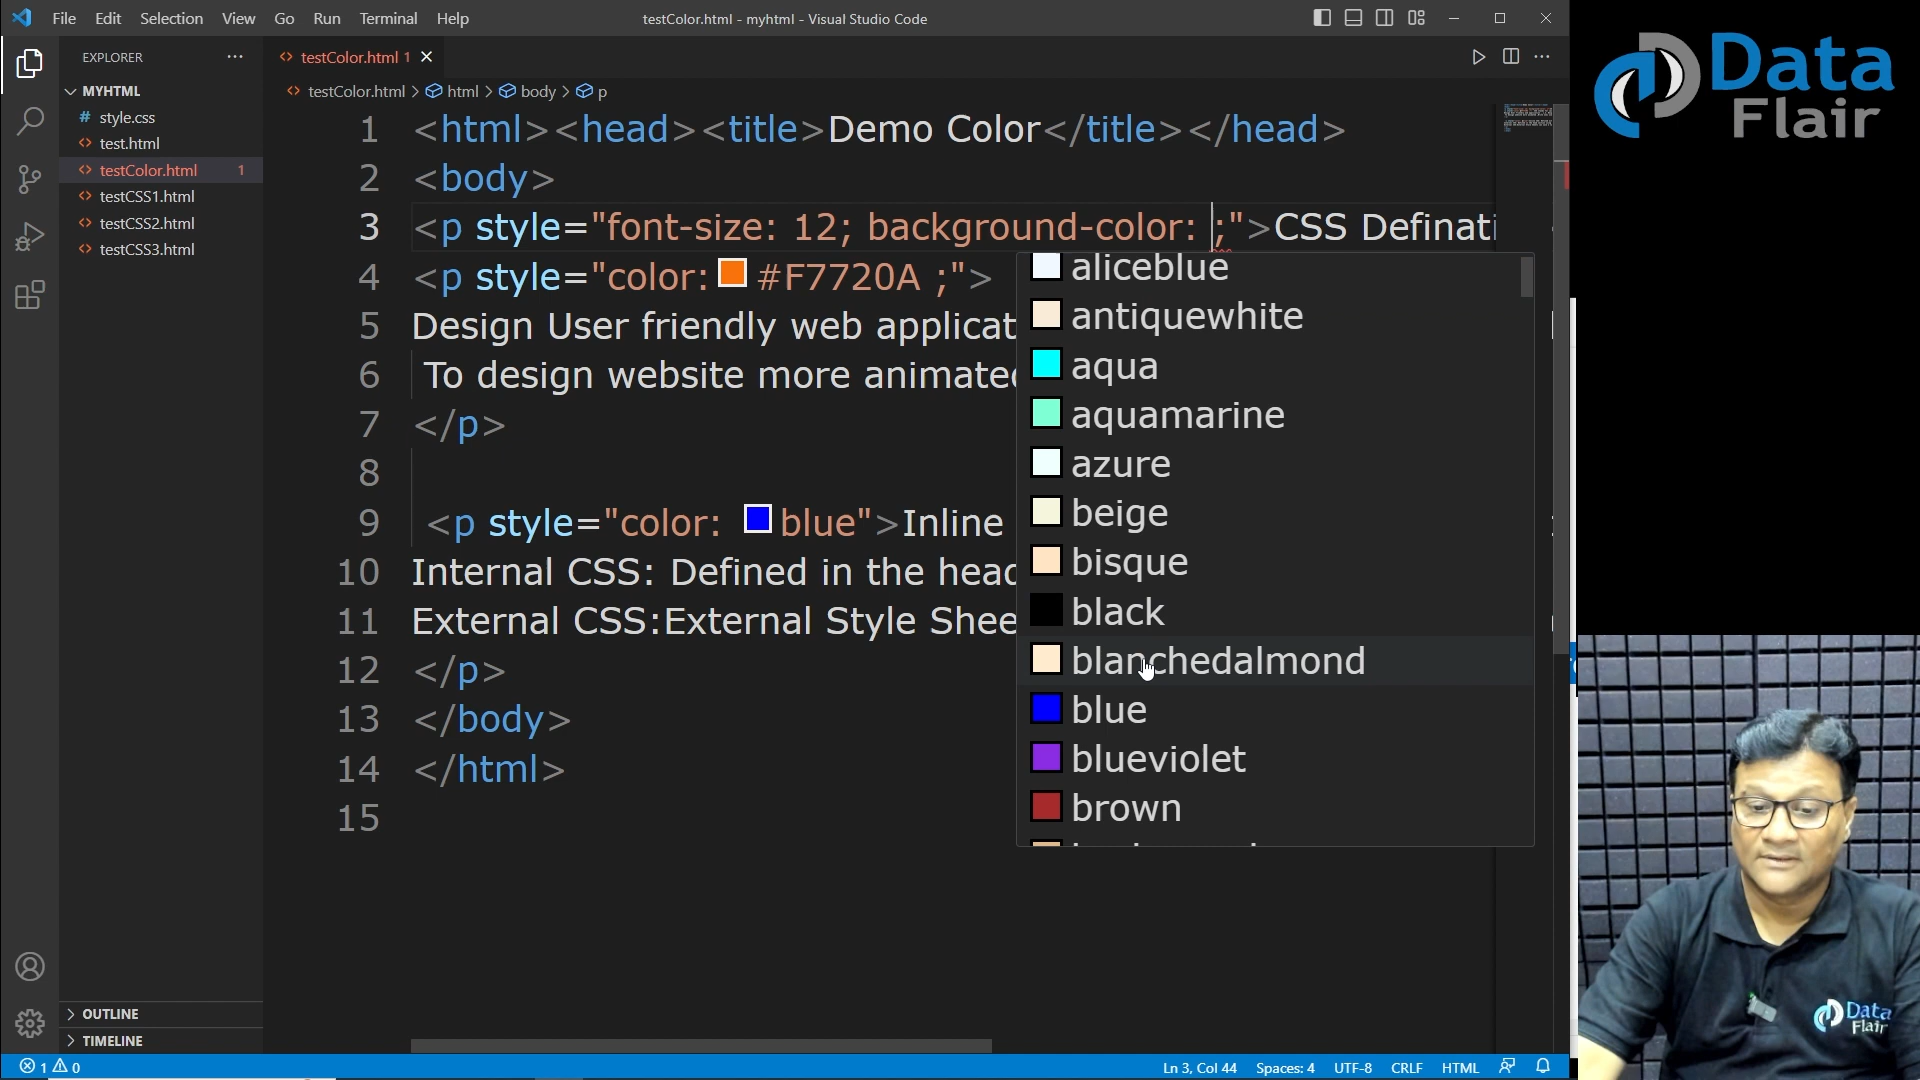 File Edit Selection View Go Run Terminal Help
testColor.html - myhtml - Visual Studio Code
EXPLORER
MYHTML
style.css
test.html
testColor.html 1
testCSS1.html
testCSS2.html
testCSS3.html
OUTLINE
TIMELINE
testColor.html 1
testColor.html > html > body > p
1 <html><head><title>Demo Color</title></head>
2 <body>
3 <p style="font-size: 12; background-color: ;">CSS Definati
4 <p style="color: #F7720A ;">
5 Design User friendly web applicat
6 To design website more animated
7 </p>
8
9 <p style="color: blue">Inline
10 Internal CSS: Defined in the head
11 External CSS:External Style Shee
12 </p>
13 </body>
14 </html>
15
aliceblue
antiquewhite
aqua
aquamarine
azure
beige
bisque
black
blanchedalmond
blue
blueviolet
brown
1 0
Ln 3, Col 44 Spaces: 4 UTF-8 CRLF HTML
Data
Flair
Data
Flair